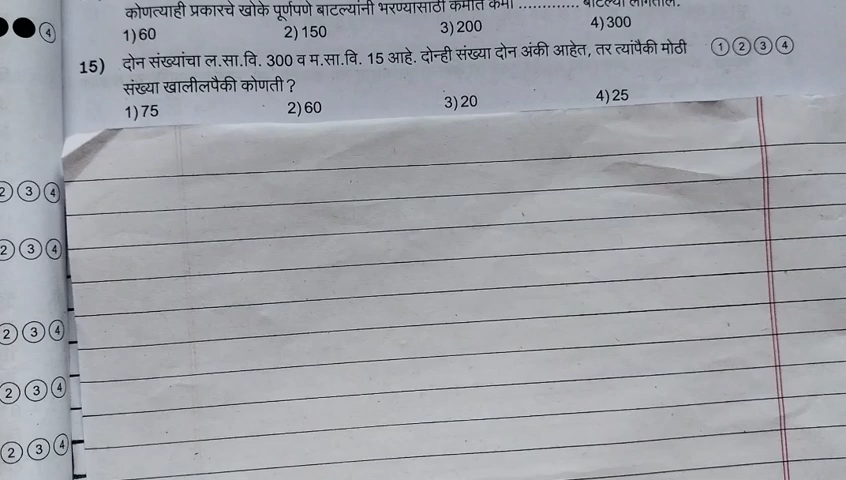 कोणत्याही प्रकारचे खोके पूर्णपणे बाटल्यांनी भरण्यासाठी कमीत कमी ............. बाटल्या लागतील.
4
1) 60 2) 150 3) 200 4) 300
15) दोन संख्यांचा ल.सा.वि. 300 व म.सा.वि. 15 आहे. दोन्ही संख्या दोन अंकी आहेत, तर त्यांपैकी मोठी 1 2 3 4
संख्या खालीलपैकी कोणती ?
1) 75 2) 60 3) 20 4) 25
2 3 4
2 3 4
2 3 4
2 3 4
2 3 4